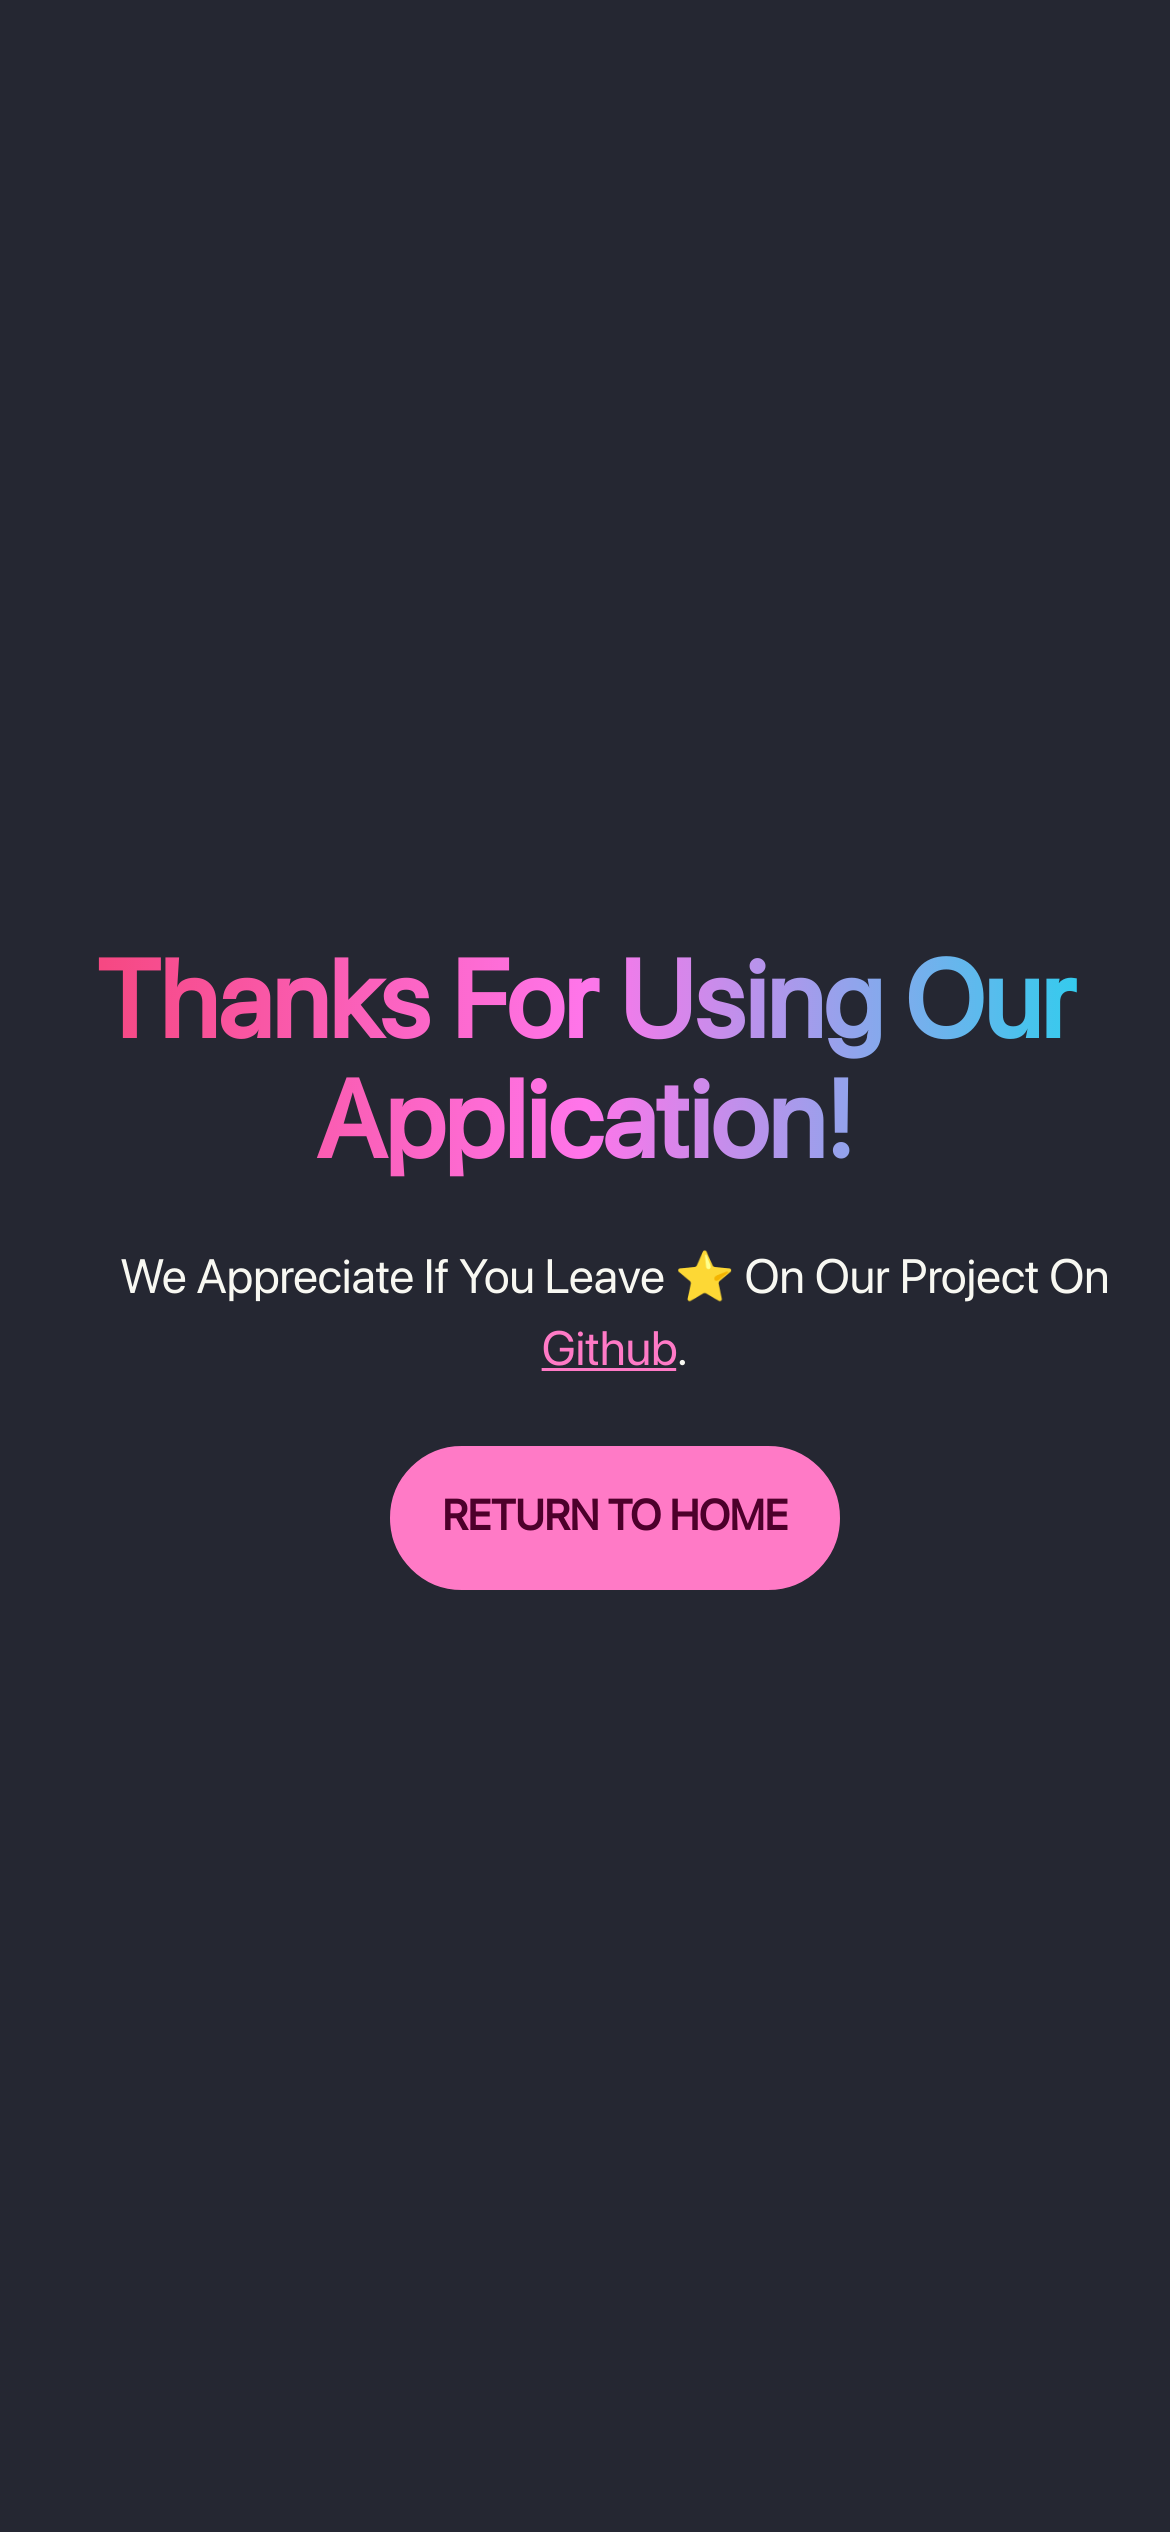 Thanks For Using Our
Application!
We Appreciate If You Leave ⭐ On Our Project On
Github.
RETURN TO HOME